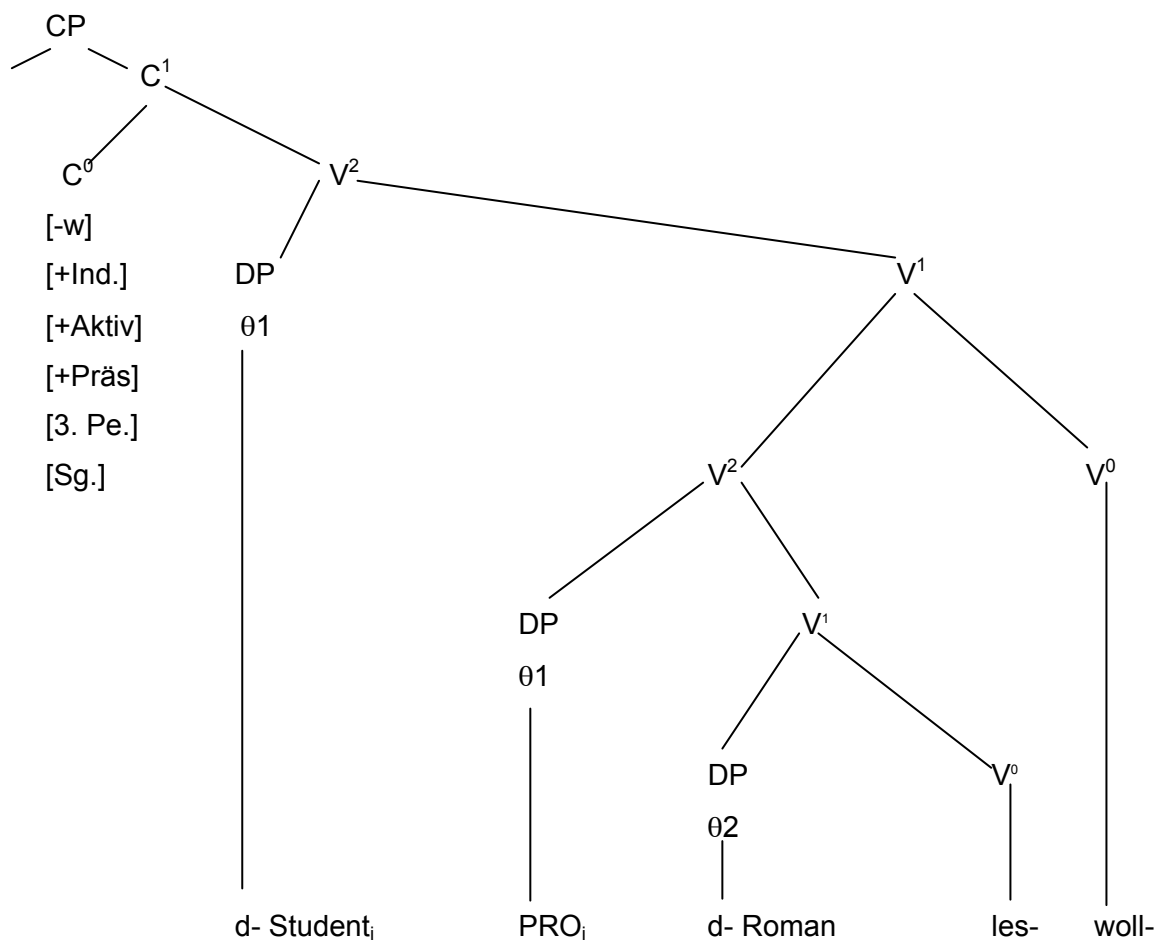 CP
C¹
C⁰ V²
[-w]
[+Ind.] DP V¹
[+Aktiv] θ1
[+Präs]
[3. Pe.]
[Sg.] V² V⁰
DP V¹
θ1
DP V⁰
θ2
d- Studentᵢ PROᵢ d- Roman les- woll-